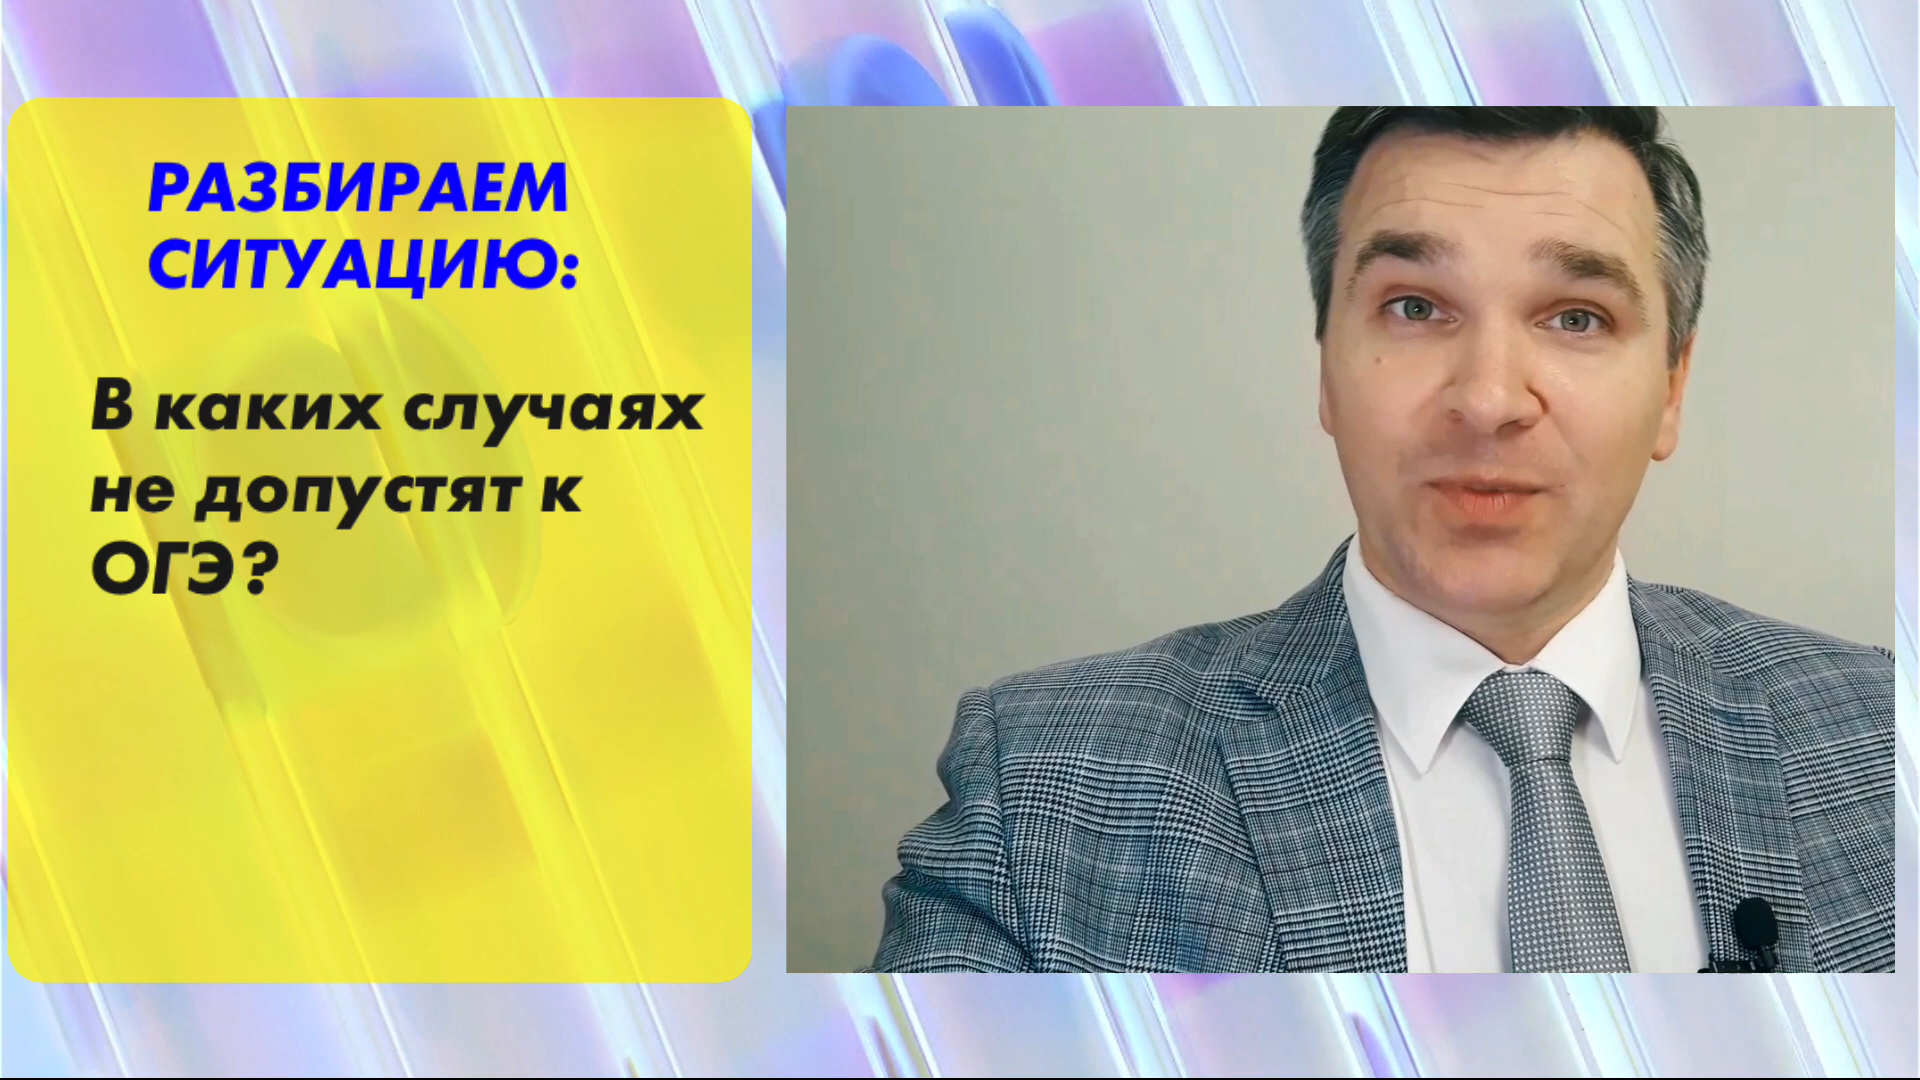 РАЗБИРАЕМ
СИТУАЦИЮ:
В каких случаях
не допустят к
ОГЭ?